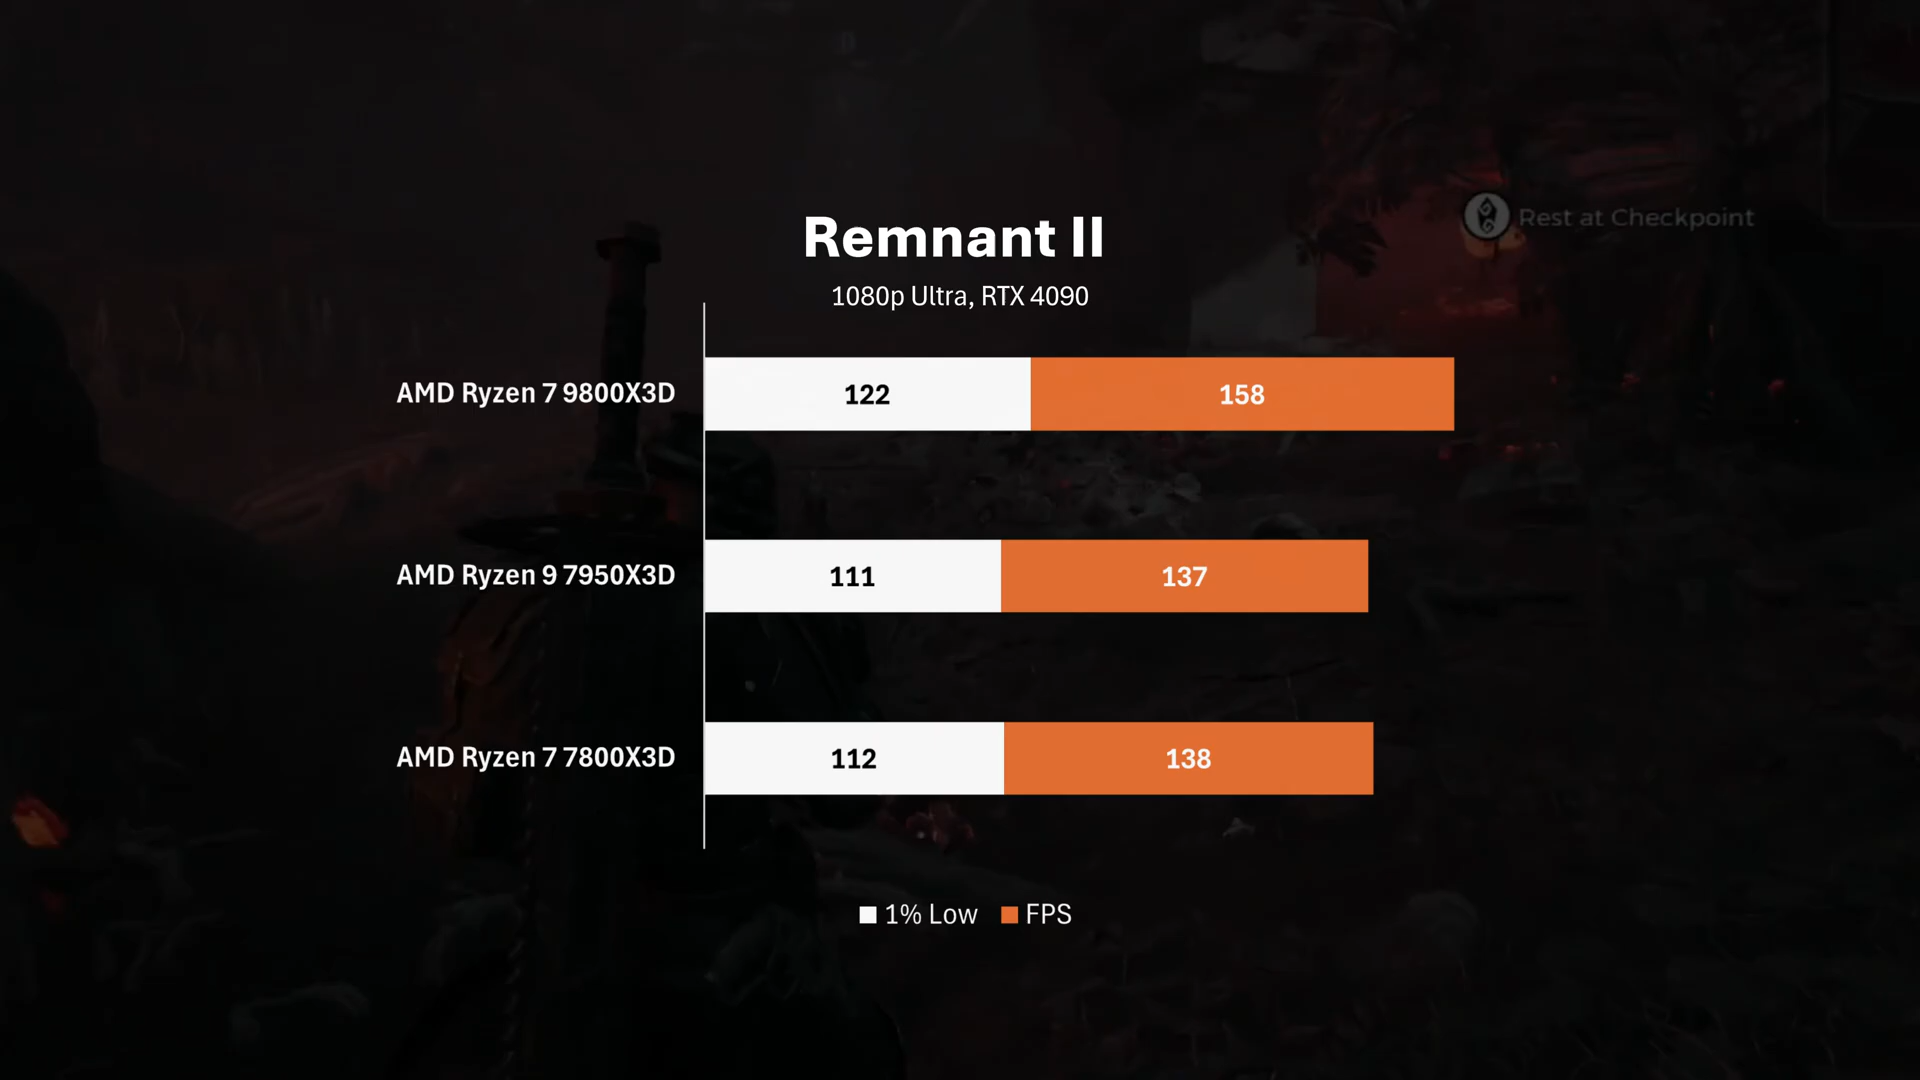 Remnant II
1080p Ultra, RTX 4090
Rest at Checkpoint
AMD Ryzen 7 9800X3D 122 158
AMD Ryzen 9 7950X3D 111 137
AMD Ryzen 7 7800X3D 112 138
1% Low FPS